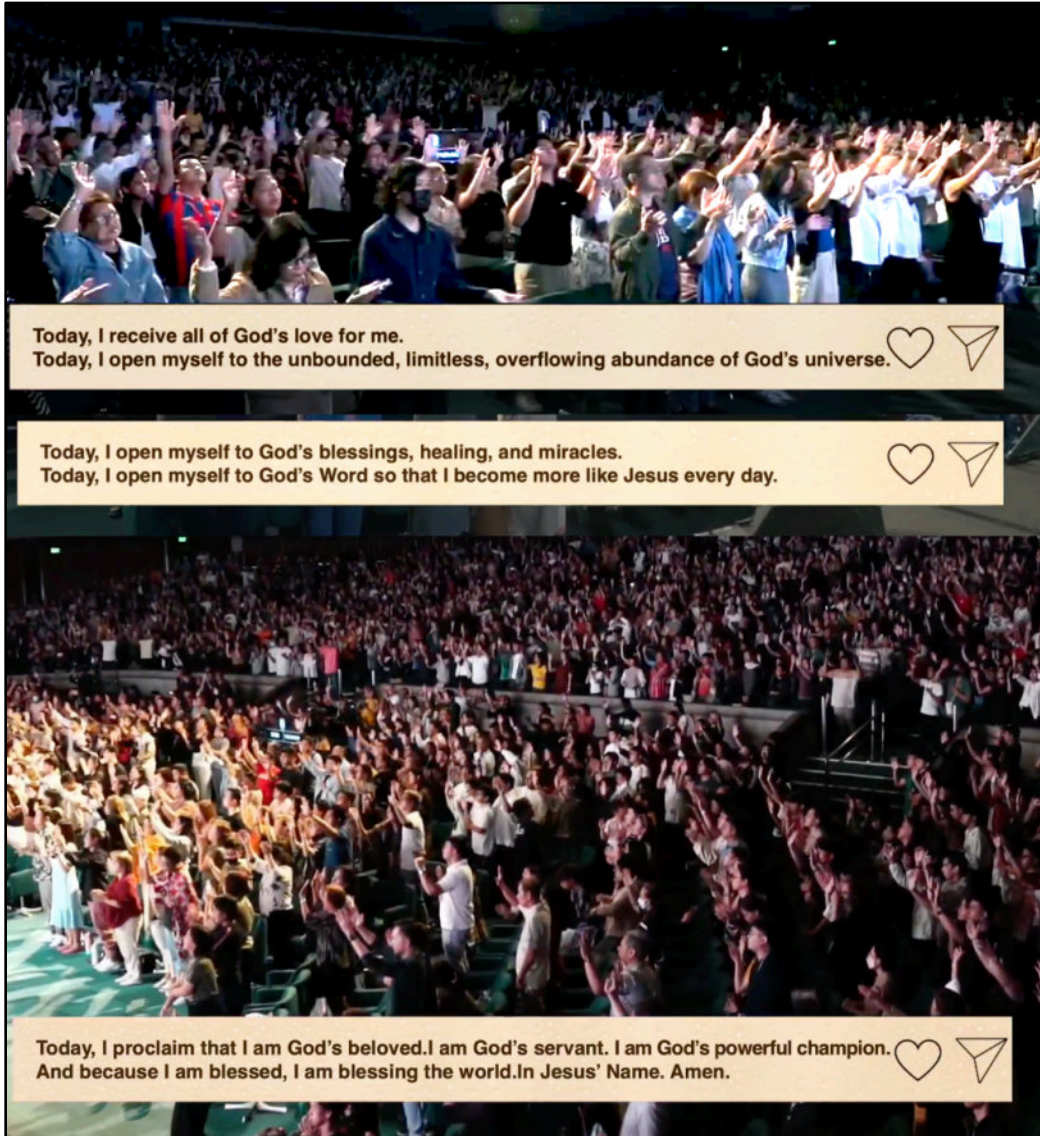 Today, I receive all of God's love for me.
Today, I open myself to the unbounded, limitless, overflowing abundance of God's universe.
Today, I open myself to God's blessings, healing, and miracles.
Today, I open myself to God's Word so that I become more like Jesus every day.
Today, I proclaim that I am God's beloved.I am God's servant. I am God's powerful champion.
And because I am blessed, I am blessing the world.In Jesus' Name. Amen.